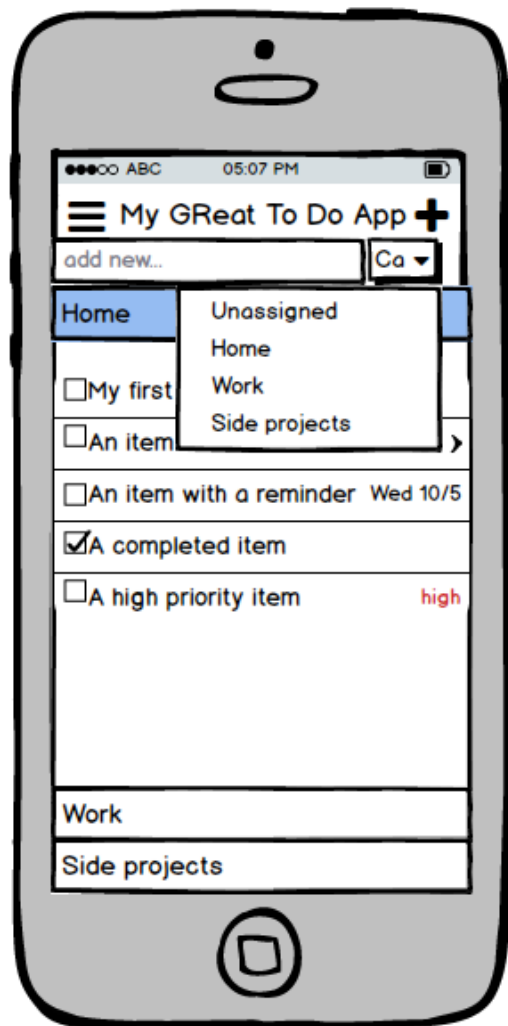 ABC 05:07 PM
My GReat To Do App
add new... Ca
Home
Unassigned
Home
Work
Side projects
My first
An item
An item with a reminder Wed 10/5
A completed item
A high priority item high
Work
Side projects